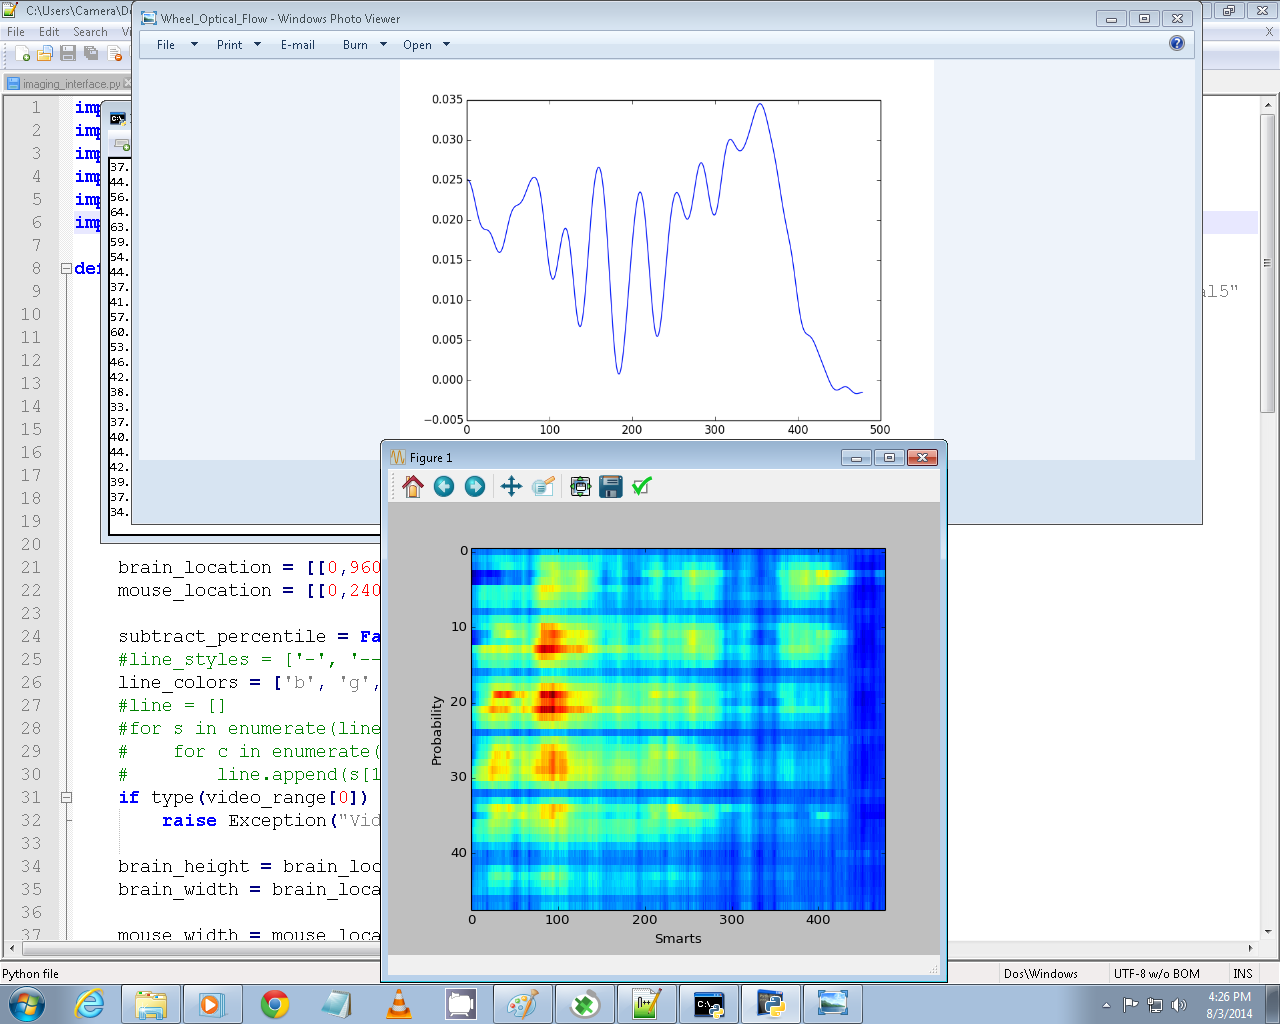 C:\Users\Camera\De
File Edit Search Vi
imaging_interface.py
Wheel_Optical_Flow - Windows Photo Viewer
File Print E-mail Burn Open
X
0.035
0.030
0.025
0.020
0.015
0.010
0.005
0.000
−0.005
0 100 200 300 400 500
37.
44.
56.
64.
63.
59.
54.
44.
37.
41.
57.
60.
53.
46.
42.
38.
33.
37.
40.
44.
42.
39.
37.
34.
1 imp
2 imp
3 imp
4 imp
5 imp
6 imp
7
8 def
9 al5"
10
11
12
13
14
15
16
17
18
19
20
21 brain_location = [[0,960
22 mouse_location = [[0,240
23
24 subtract_percentile = Fa
25 #line_styles = ['-', '--
26 line_colors = ['b', 'g',
27 #line = []
28 #for s in enumerate(line
29 # for c in enumerate(
30 # line.append(s[1
31 if type(video_range[0])
32 raise Exception("Vid
33
34 brain_height = brain_loc
35 brain_width = brain_loca
36
37 mouse_width = mouse_loca
Figure 1
0
10
20
30
40
Probability
0 100 200 300 400
Smarts
Python file Dos\Windows UTF-8 w/o BOM INS
4:26 PM
8/3/2014